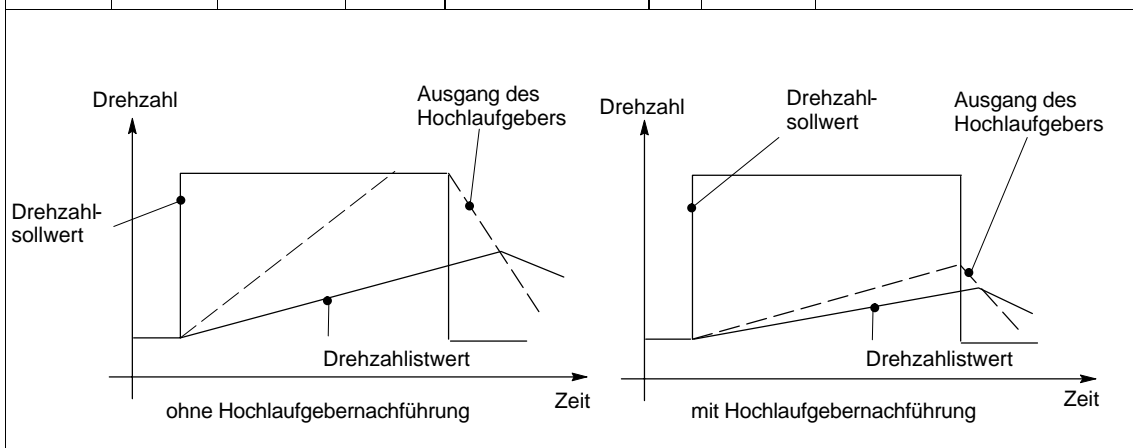 Drehzahl
Ausgang des
Hochlaufgebers
Drehzahl-
sollwert
Drehzahlistwert
Zeit
ohne Hochlaufgebernachführung
Drehzahl
Drehzahl-
sollwert
Ausgang des
Hochlaufgebers
Drehzahlistwert
Zeit
mit Hochlaufgebernachführung